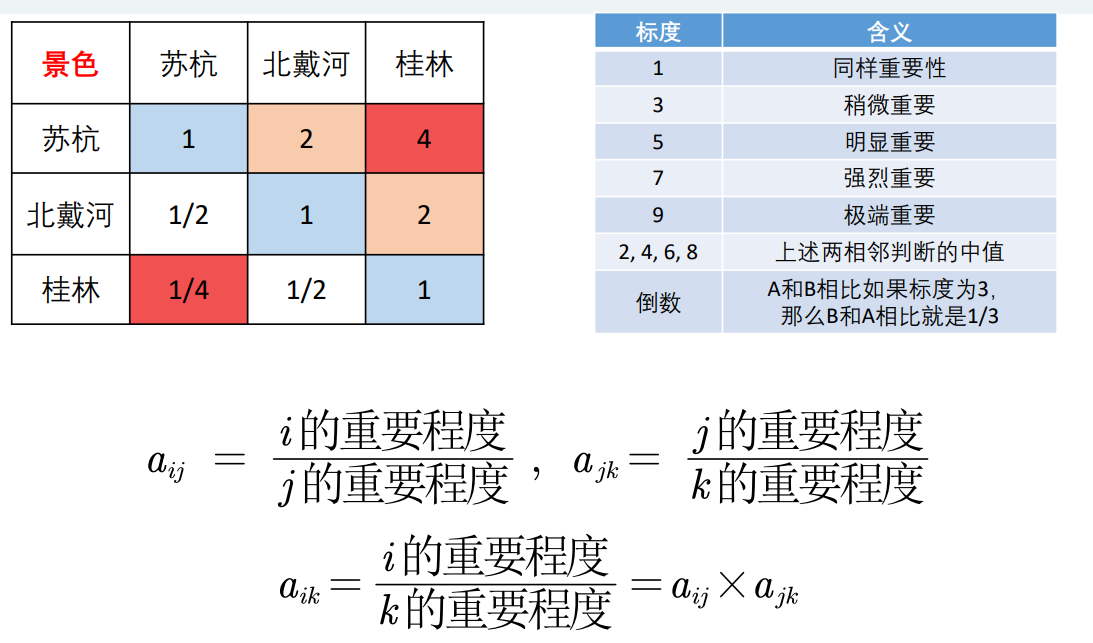 景色 苏杭 北戴河 桂林
苏杭 1 2 4
北戴河 1/2 1 2
桂林 1/4 1/2 1
标度 含义
1 同样重要性
3 稍微重要
5 明显重要
7 强烈重要
9 极端重要
2, 4, 6, 8 上述两相邻判断的中值
倒数 A和B相比如果标度为3,
那么B和A相比就是1/3
a_{ij} = \frac{i的重要程度}{j的重要程度} , a_{jk} = \frac{j的重要程度}{k的重要程度}
a_{ik} = \frac{i的重要程度}{k的重要程度} = a_{ij} × a_{jk}